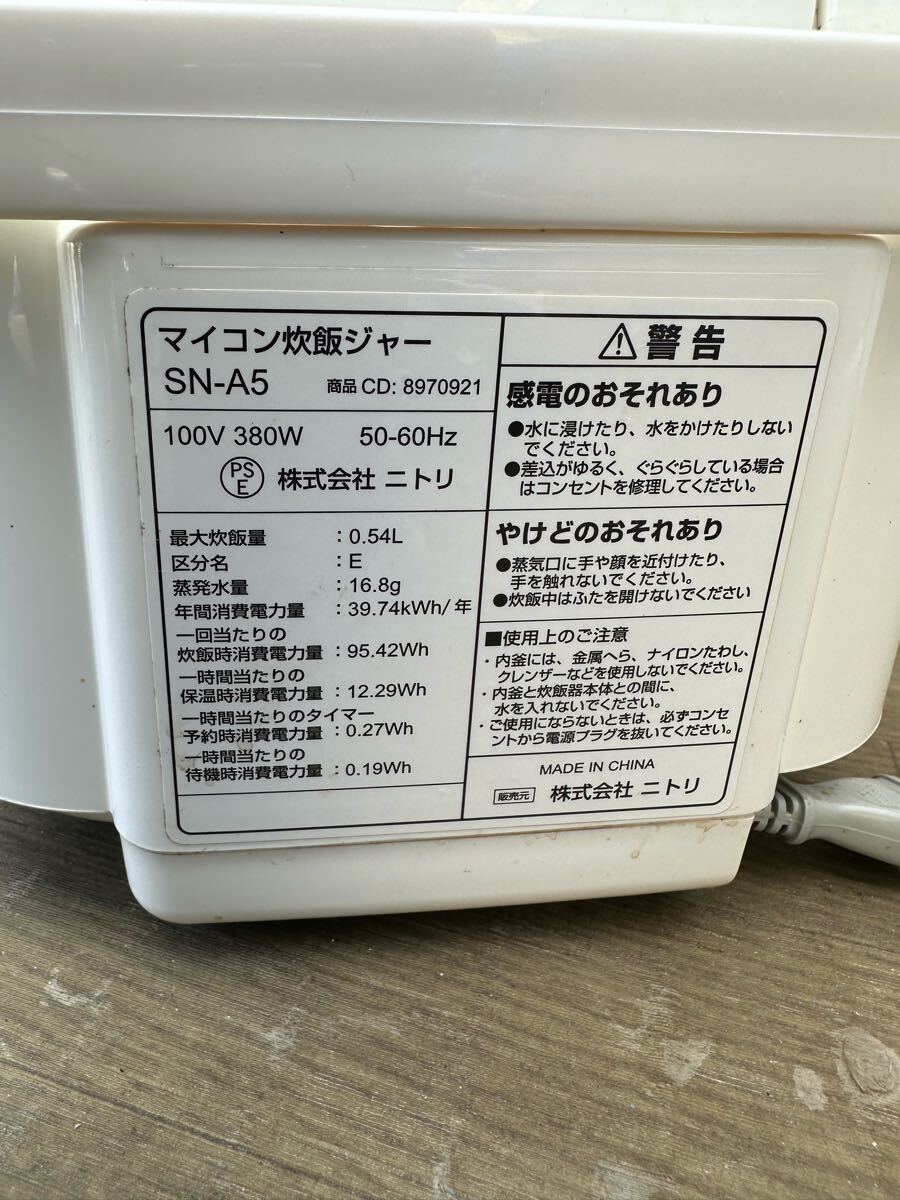 マイコン炊飯ジャー
SN-A5 商品 CD: 8970921
100V 380W 50-60Hz
PS
E
株式会社 ニトリ
最大炊飯量 : 0.54L
区分名 : E
蒸発水量 : 16.8g
年間消費電力量 : 39.74kWh/年
一回当たりの
炊飯時消費電力量 : 95.42Wh
一時間当たりの
保温時消費電力量 : 12.29Wh
一時間当たりのタイマー
予約時消費電力量 : 0.27Wh
一時間当たりの
待機時消費電力量 : 0.19Wh
警告
感電のおそれあり
●水に浸けたり、水をかけたりしない
でください。
●差込がゆるく、ぐらぐらしている場合
はコンセントを修理してください。
やけどのおそれあり
●蒸気口に手や顔を近付けたり、
手を触れないでください。
●炊飯中はふたを開けないでください
■使用上のご注意
・内釜には、金属へら、ナイロンたわし、
クレンザーなどを使用しないでください。
・内釜と炊飯器本体との間に、
水を入れないでください。
・ご使用にならないときは、必ずコンセ
ントから電源プラグを抜いてください。
MADE IN CHINA
販売元 株式会社 ニトリ